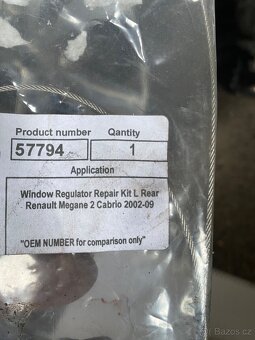 Product number
Qantity
57794
1
Application
Window Regulator Repair Kit L Rear
Renault Megane 2 Cabrio 2002-09
"OEM NUMBER for comparison only"
Sbazoš.cz